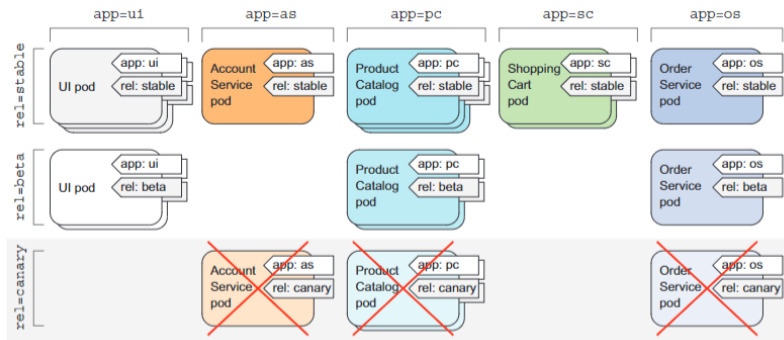 app=ui
app=as
app=pc
app=sc
app=os
rel=stable
UI pod
app: ui
rel: stable
Account
Service
pod
app: as
rel: stable
Product
Catalog
pod
app: pc
rel: stable
Shopping
Cart
pod
app: sc
rel: stable
Order
Service
pod
app: os
rel: stable
rel=beta
UI pod
app: ui
rel: beta
Product
Catalog
pod
app: pc
rel: beta
Order
Service
pod
app: os
rel: beta
rel=canary
Account
Service
pod
app: as
rel: canary
Product
Catalog
pod
app: pc
rel: canary
Order
Service
pod
app: os
rel: canary